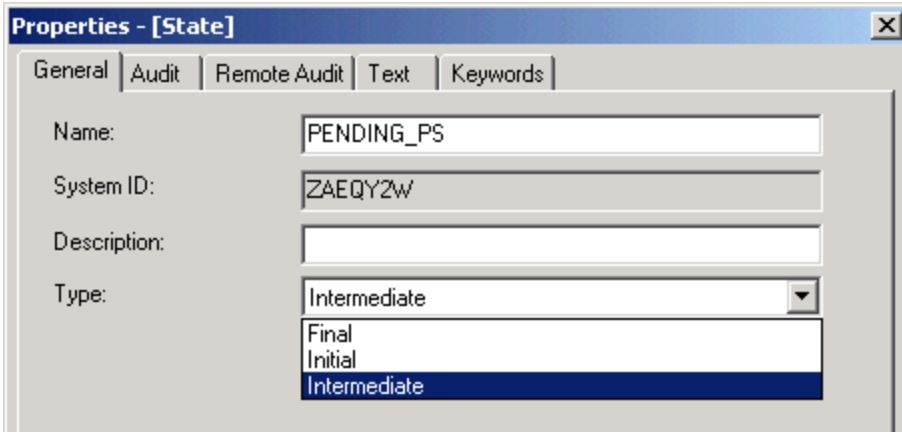 Properties - [State]
General Audit Remote Audit Text Keywords
Name: PENDING_PS
System ID: ZAEQY2W
Description:
Type: Intermediate
Final
Initial
Intermediate